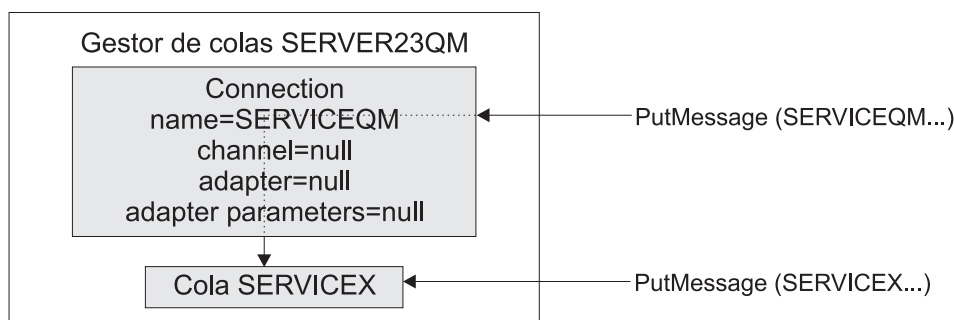 Gestor de colas SERVER23QM
Connection
name=SERVICEQM
channel=null
adapter=null
adapter parameters=null
PutMessage (SERVICEQM...)
Cola SERVICEX
PutMessage (SERVICEX...)